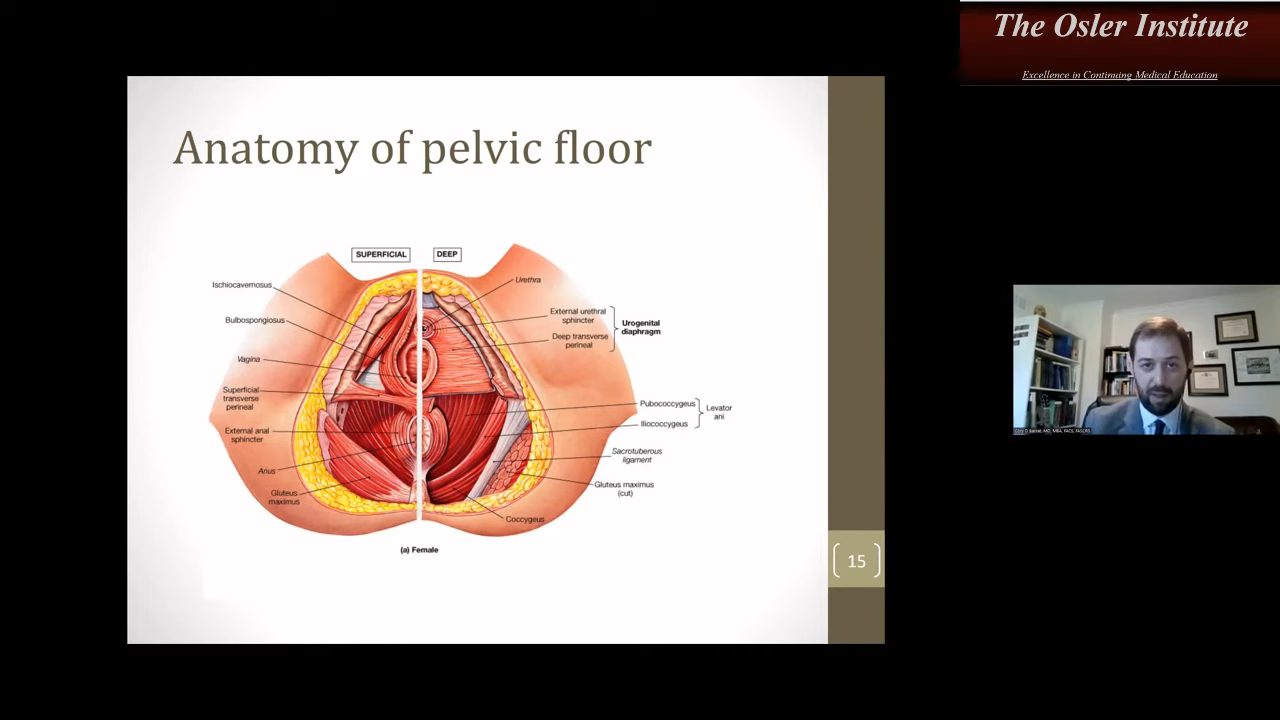 The Osler Institute
Excellence in Continuing Medical Education
Anatomy of pelvic floor
SUPERFICIAL
DEEP
Ischiocavernosus
Bulbospongiosus
Vagina
Superficial
transverse
perineal
External anal
sphincter
Anus
Gluteus
maximus
Urethra
External urethral
sphincter
Deep transverse
perineal
Urogenital
diaphragm
Pubococcygeus
Iliococcygeus
Levator
ani
Sacrotuberous
ligament
Gluteus maximus
(cut)
Coccygeus
(a) Female
15